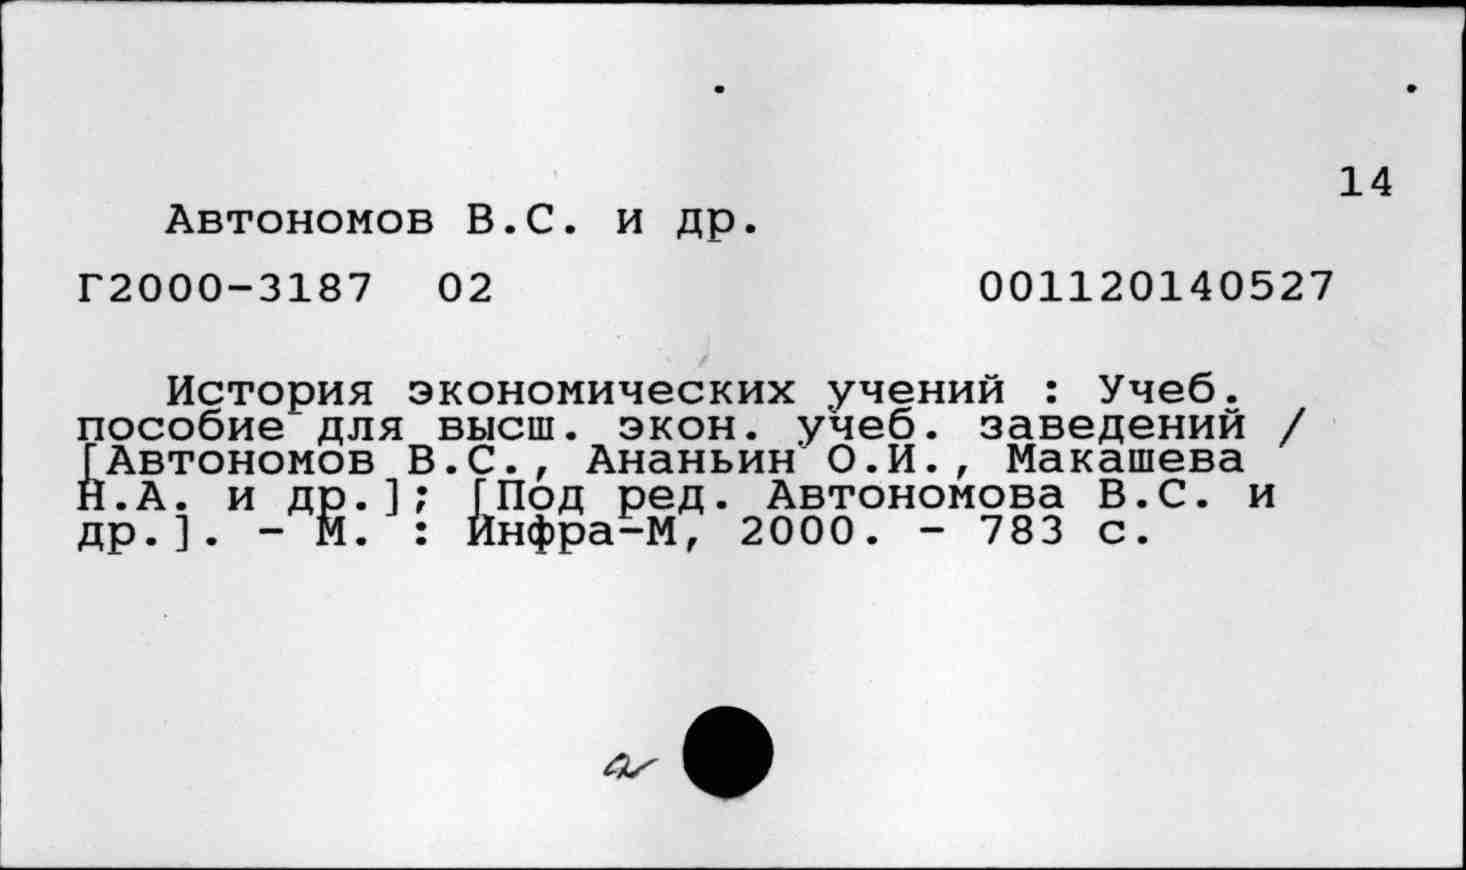 14
Автономов В.С. и др.
Г2000-3187 02 001120140527
История экономических учений : Учеб.
пособие для высш. экон. учеб. заведений /
[Автономов В.С., Ананьин О.И., Макашева
Н.А. и др.]; [Под ред. Автономова В.С. и
др.]. - М. : Инфра-М, 2000. - 783 с.